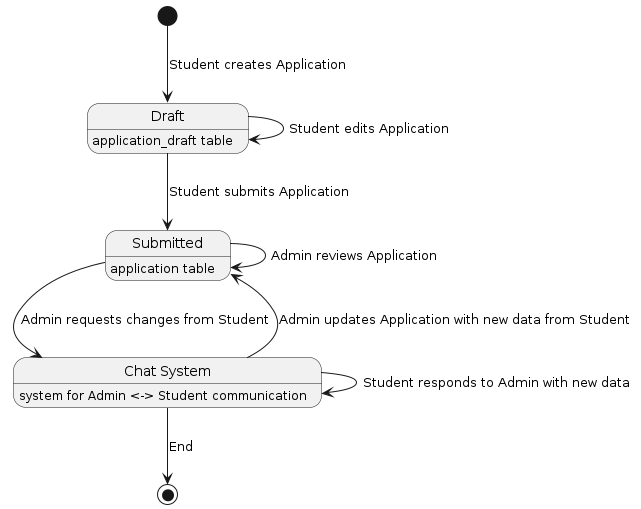 Student creates Application
Draft
application_draft table
Student edits Application
Student submits Application
Submitted
application table
Admin reviews Application
Admin requests changes from Student
Admin updates Application with new data from Student
Chat System
system for Admin <-> Student communication
Student responds to Admin with new data
End